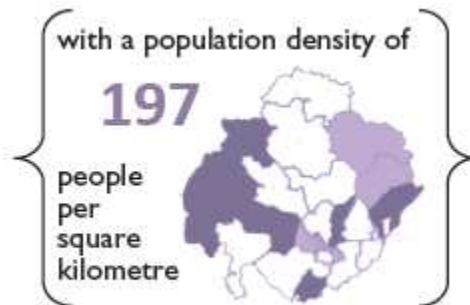 with a population density of
197
people
per
square
kilometre